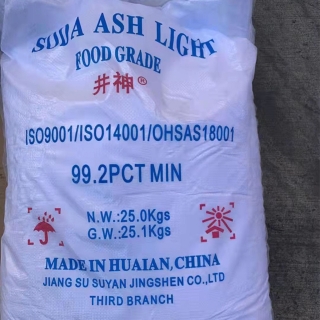 SODA ASH LIGHT
FOOD GRADE
井神®
ISO9001/ISO14001/OHSAS18001
99.2PCT MIN
N.W.:25.0Kgs
G.W.:25.1Kgs
MADE IN HUAIAN,CHINA
JIANG SU SUYAN JINGSHEN CO.,LTD
THIRD BRANCH